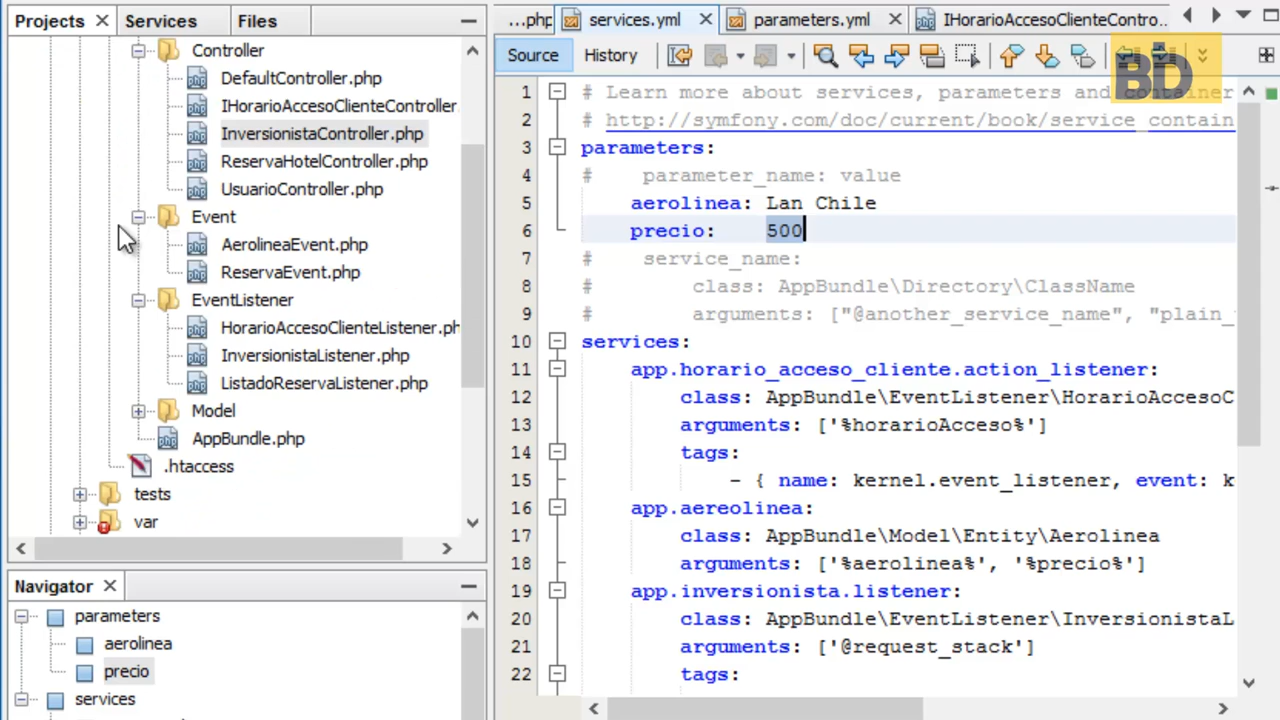 Projects
Services
Files
Controller
DefaultController.php
IHorarioAccesoClienteController.
InversionistaController.php
ReservaHotelController.php
UsuarioController.php
Event
AerolineaEvent.php
ReservaEvent.php
EventListener
HorarioAccesoClienteListener.ph
InversionistaListener.php
ListadoReservaListener.php
Model
AppBundle.php
.htaccess
tests
var
Navigator
parameters
aerolinea
precio
services
...php
services.yml
parameters.yml
IHorarioAccesoClienteContro...
Source
History
BD
1 # Learn more about services, parameters and container
2 # http://symfony.com/doc/current/book/service_contain
3 parameters:
4 # parameter_name: value
5 aerolinea: Lan Chile
6 precio: 500
7 # service_name:
8 # class: AppBundle\Directory\ClassName
9 # arguments: ["@another_service_name", "plain_
10 services:
11 app.horario_acceso_cliente.action_listener:
12 class: AppBundle\EventListener\HorarioAccesoC
13 arguments: ['%horarioAcceso%']
14 tags:
15 - { name: kernel.event_listener, event: k
16 app.aereolinea:
17 class: AppBundle\Model\Entity\Aerolinea
18 arguments: ['%aerolinea%', '%precio%']
19 app.inversionista.listener:
20 class: AppBundle\EventListener\InversionistaL
21 arguments: ['@request_stack']
22 tags: